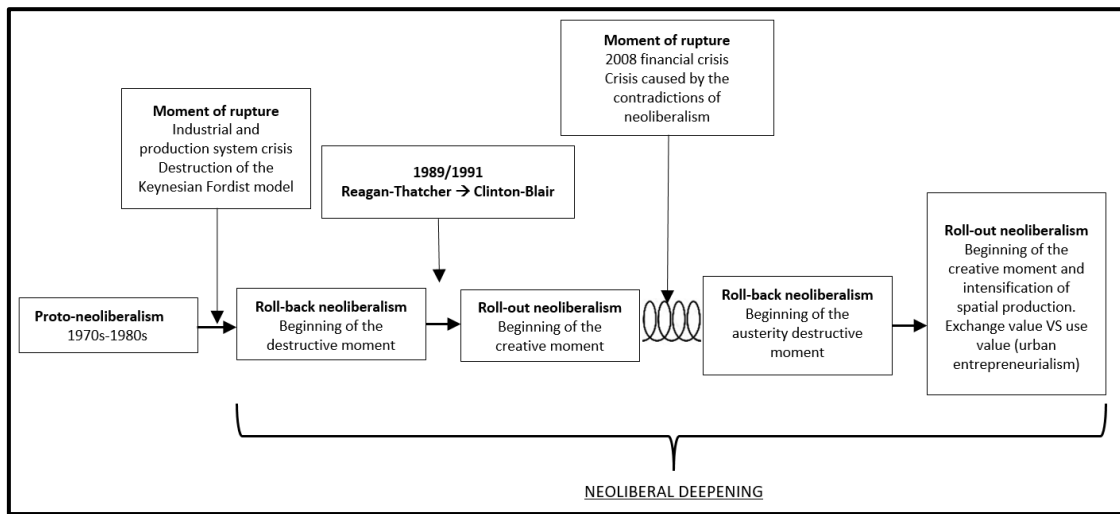 Moment of rupture
Industrial and
production system crisis
Destruction of the
Keynesian Fordist model
1989/1991
Reagan-Thatcher → Clinton-Blair
Moment of rupture
2008 financial crisis
Crisis caused by the
contradictions of
neoliberalism
Proto-neoliberalism
1970s-1980s
Roll-back neoliberalism
Beginning of the
destructive moment
Roll-out neoliberalism
Beginning of the
creative moment
Roll-back neoliberalism
Beginning of the
austerity destructive
moment
Roll-out neoliberalism
Beginning of the
creative moment and
intensification of
spatial production.
Exchange value VS use
value (urban
entrepreneurialism)
NEOLIBERAL DEEPENING